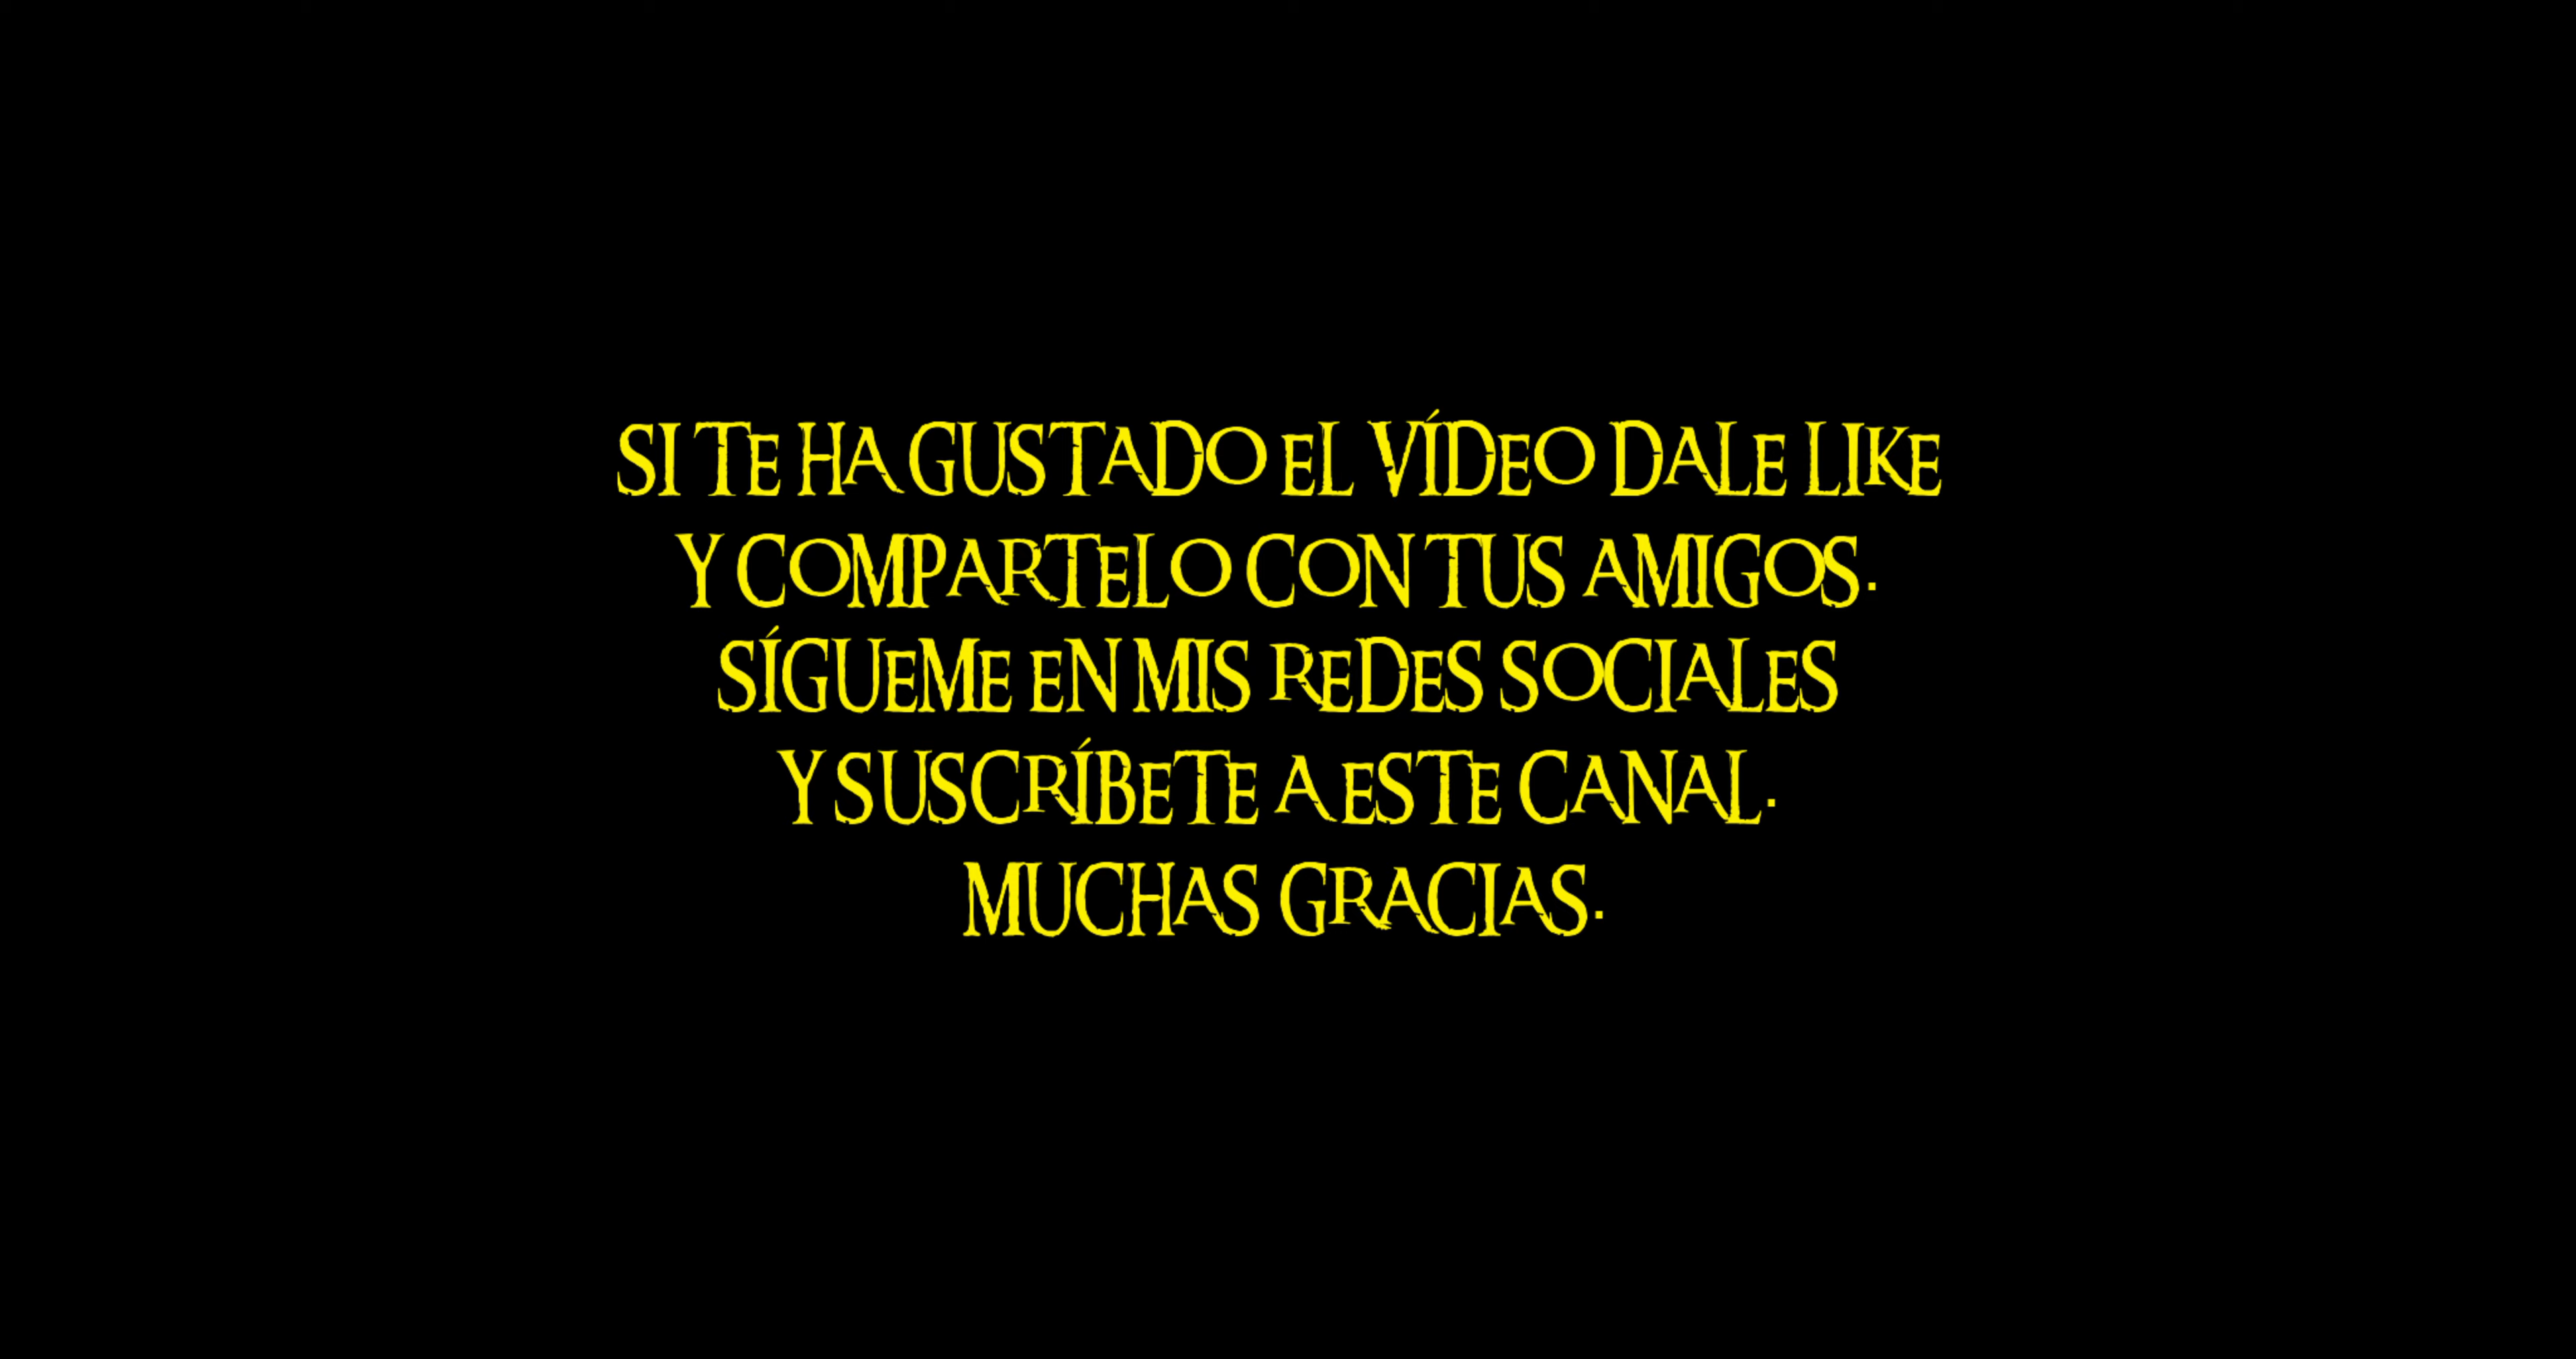 SI TE HA GUSTADO EL VÍDEO DALE LIKE
Y COMPARTELO CON TUS AMIGOS.
SÍGUEME EN MIS REDES SOCIALES
Y SUSCRÍBETE A ESTE CANAL.
MUCHAS GRACIAS.